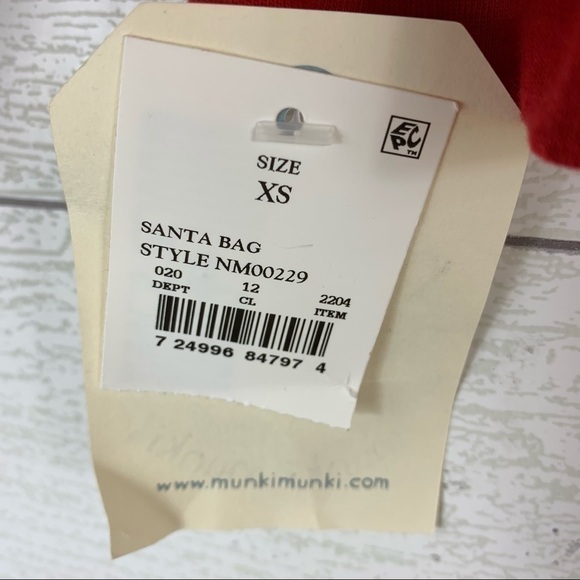 EPC™
SIZE
XS
SANTA BAG
STYLE NM00229
020 12 2204
DEPT CL ITEM
7 24996 84797 4
www.munkimunki.com